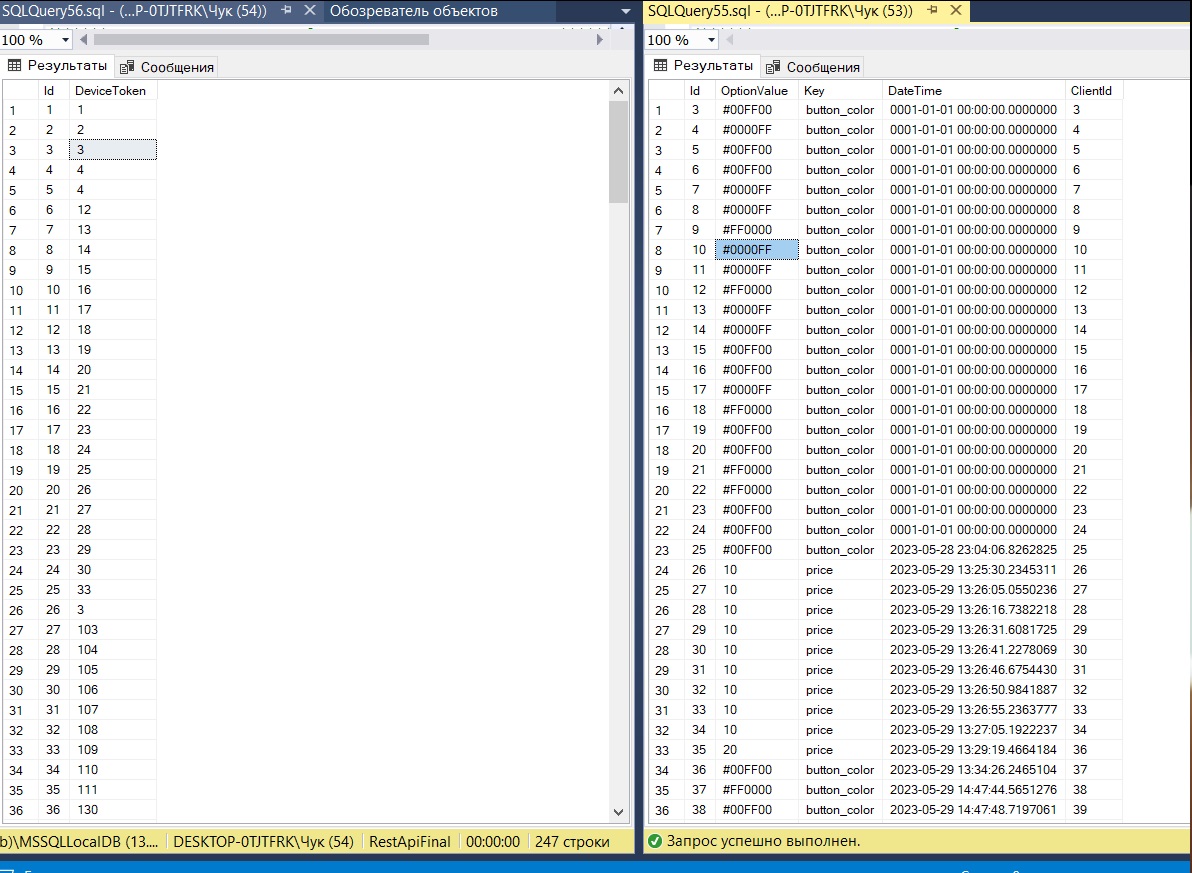 SQLQuery56.sql - (...P-0TJTFRK\Чук (54))
Обозреватель объектов
100 %
Результаты
Сообщения
Id DeviceToken
1 1 1
2 2 2
3 3 3
4 4 4
5 5 4
6 6 12
7 7 13
8 8 14
9 9 15
10 10 16
11 11 17
12 12 18
13 13 19
14 14 20
15 15 21
16 16 22
17 17 23
18 18 24
19 19 25
20 20 26
21 21 27
22 22 28
23 23 29
24 24 30
25 25 33
26 26 3
27 27 103
28 28 104
29 29 105
30 30 106
31 31 107
32 32 108
33 33 109
34 34 110
35 35 111
36 36 130
b)\MSSQLLocalDB (13.... DESKTOP-0TJTFRK\Чук (54) RestApiFinal 00:00:00 247 строки
SQLQuery55.sql - (...P-0TJTFRK\Чук (53))
100 %
Результаты
Сообщения
Id OptionValue Key DateTime ClientId
1 3 #00FF00 button_color 0001-01-01 00:00:00.0000000 3
2 4 #0000FF button_color 0001-01-01 00:00:00.0000000 4
3 5 #00FF00 button_color 0001-01-01 00:00:00.0000000 5
4 6 #00FF00 button_color 0001-01-01 00:00:00.0000000 6
5 7 #0000FF button_color 0001-01-01 00:00:00.0000000 7
6 8 #0000FF button_color 0001-01-01 00:00:00.0000000 8
7 9 #FF0000 button_color 0001-01-01 00:00:00.0000000 9
8 10 #0000FF button_color 0001-01-01 00:00:00.0000000 10
9 11 #0000FF button_color 0001-01-01 00:00:00.0000000 11
10 12 #FF0000 button_color 0001-01-01 00:00:00.0000000 12
11 13 #0000FF button_color 0001-01-01 00:00:00.0000000 13
12 14 #0000FF button_color 0001-01-01 00:00:00.0000000 14
13 15 #00FF00 button_color 0001-01-01 00:00:00.0000000 15
14 16 #00FF00 button_color 0001-01-01 00:00:00.0000000 16
15 17 #0000FF button_color 0001-01-01 00:00:00.0000000 17
16 18 #FF0000 button_color 0001-01-01 00:00:00.0000000 18
17 19 #00FF00 button_color 0001-01-01 00:00:00.0000000 19
18 20 #00FF00 button_color 0001-01-01 00:00:00.0000000 20
19 21 #FF0000 button_color 0001-01-01 00:00:00.0000000 21
20 22 #FF0000 button_color 0001-01-01 00:00:00.0000000 22
21 23 #00FF00 button_color 0001-01-01 00:00:00.0000000 23
22 24 #00FF00 button_color 0001-01-01 00:00:00.0000000 24
23 25 #00FF00 button_color 2023-05-28 23:04:06.8262825 25
24 26 10 price 2023-05-29 13:25:30.2345311 26
25 27 10 price 2023-05-29 13:26:05.0550236 27
26 28 10 price 2023-05-29 13:26:16.7382218 28
27 29 10 price 2023-05-29 13:26:31.6081725 29
28 30 10 price 2023-05-29 13:26:41.2278069 30
29 31 10 price 2023-05-29 13:26:46.6754430 31
30 32 10 price 2023-05-29 13:26:50.9841887 32
31 33 10 price 2023-05-29 13:26:55.2363777 33
32 34 10 price 2023-05-29 13:27:05.1922237 34
33 35 20 price 2023-05-29 13:29:19.4664184 36
34 36 #00FF00 button_color 2023-05-29 13:34:26.2465104 37
35 37 #FF0000 button_color 2023-05-29 14:47:44.5651276 38
36 38 #00FF00 button_color 2023-05-29 14:47:48.7197061 39
Запрос успешно выполнен.